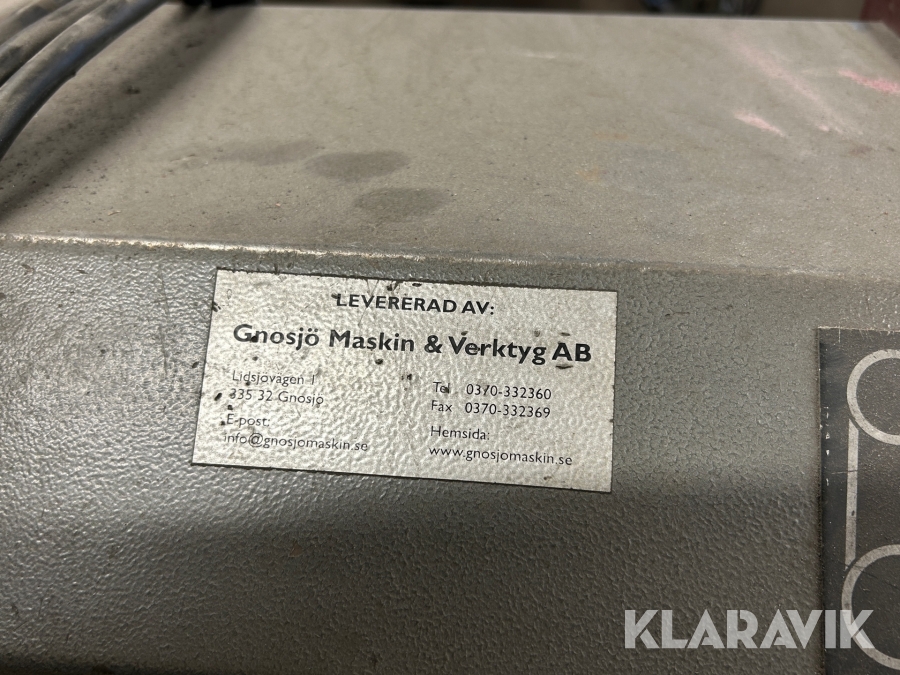 LEVERERAD AV:
Gnosjö Maskin & Verktyg AB
Lidsjövägen 1
335 32 Gnosjö
E-post:
info@gnosjomaskin.se
Tel 0370-332360
Fax 0370-332369
Hemsida:
www.gnosjomaskin.se
KLARAVIK